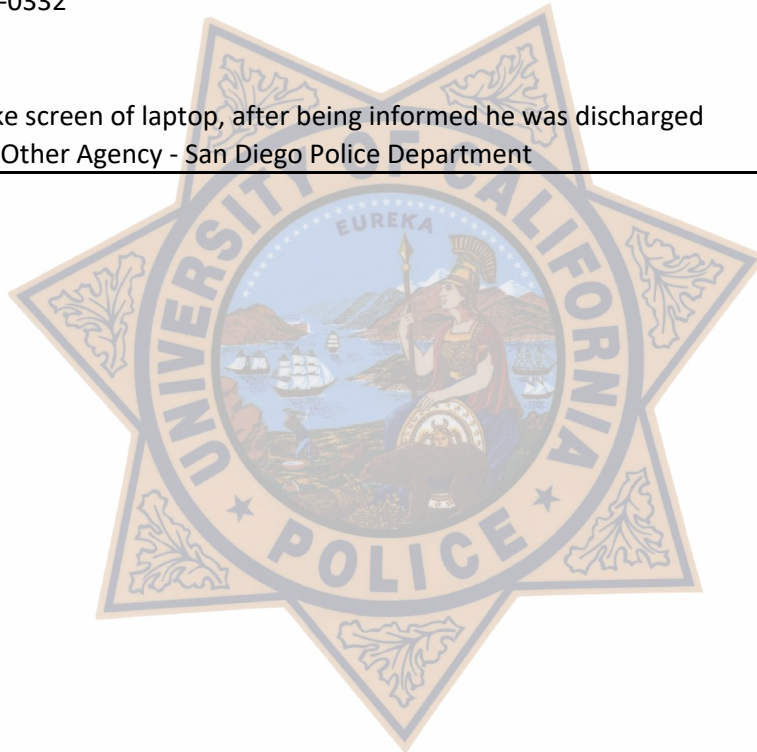 -0332
ke screen of laptop, after being informed he was discharged
Other Agency - San Diego Police Department
EUREKA
UNIVERSITY OF CALIFORNIA
POLICE